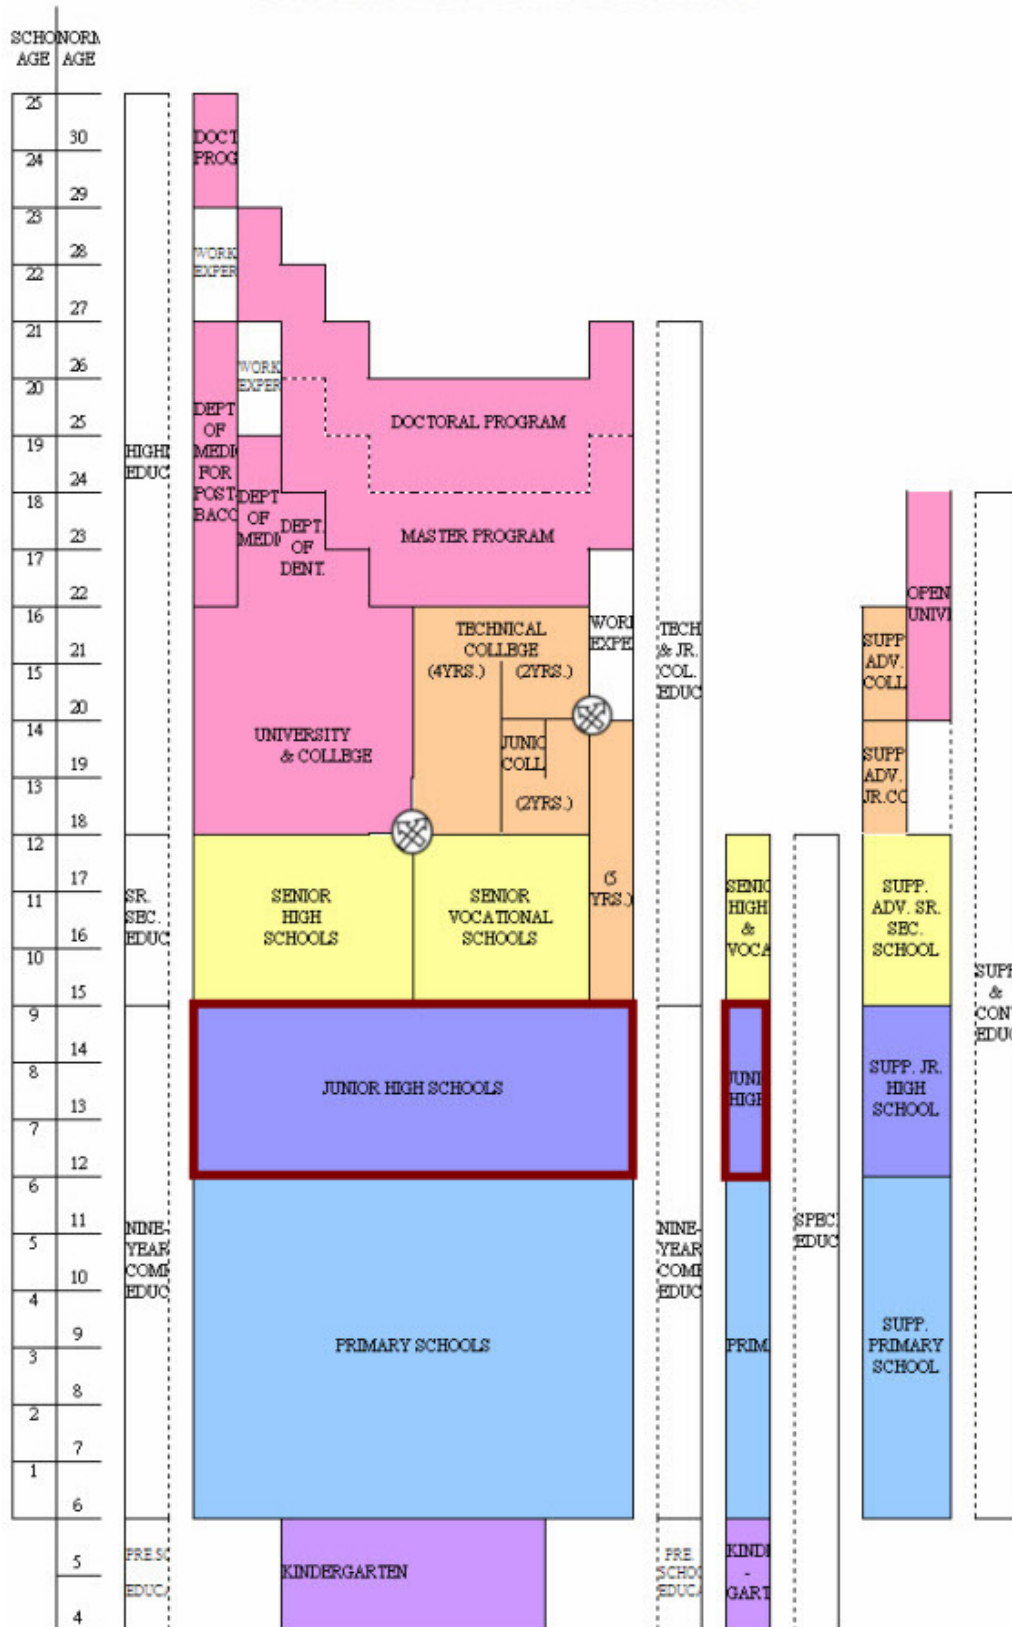 SCHO NORM
AGE AGE
25
30
24
29
23
28
22
27
21
26
20
25
19
24
18
23
17
22
16
21
15
20
14
19
13
18
12
17
11
16
10
15
9
14
8
13
7
12
6
11
5
10
4
9
3
8
2
7
1
6
5
4
HIGH
EDUC
SR.
SEC.
EDUC
NINE-
YEAR
COMP
EDUC
PRE.SC
EDUCA
DOCT
PROG
WORK
EXPER
WORK
EXPER
DEPT
OF
MEDI
FOR
POST-
BACC
DEPT
OF
MEDI
DEPT.
OF
DENT.
DOCTORAL PROGRAM
MASTER PROGRAM
UNIVERSITY
& COLLEGE
TECHNICAL
COLLEGE
(4YRS.) (2YRS.)
JUNIO
COLL
(2YRS.)
WORK
EXPE
(5
YRS.)
SENIOR
HIGH
SCHOOLS
SENIOR
VOCATIONAL
SCHOOLS
JUNIOR HIGH SCHOOLS
PRIMARY SCHOOLS
KINDERGARTEN
TECH
& JR.
COL.
EDUC
NINE-
YEAR
COMP
EDUC
PRE.
SCHOO
EDUCA
SENIO
HIGH
&
VOCA
JUNI
HIGH
PRIM.
KINDE
-
GART
SPEC.
EDUC
OPEN
UNIVE
SUPP
ADV.
COLL
SUPP
ADV.
JR.CO
SUPP.
ADV. SR.
SEC.
SCHOOL
SUPP. JR.
HIGH
SCHOOL
SUPP.
PRIMARY
SCHOOL
SUPP
&
CONT
EDUC